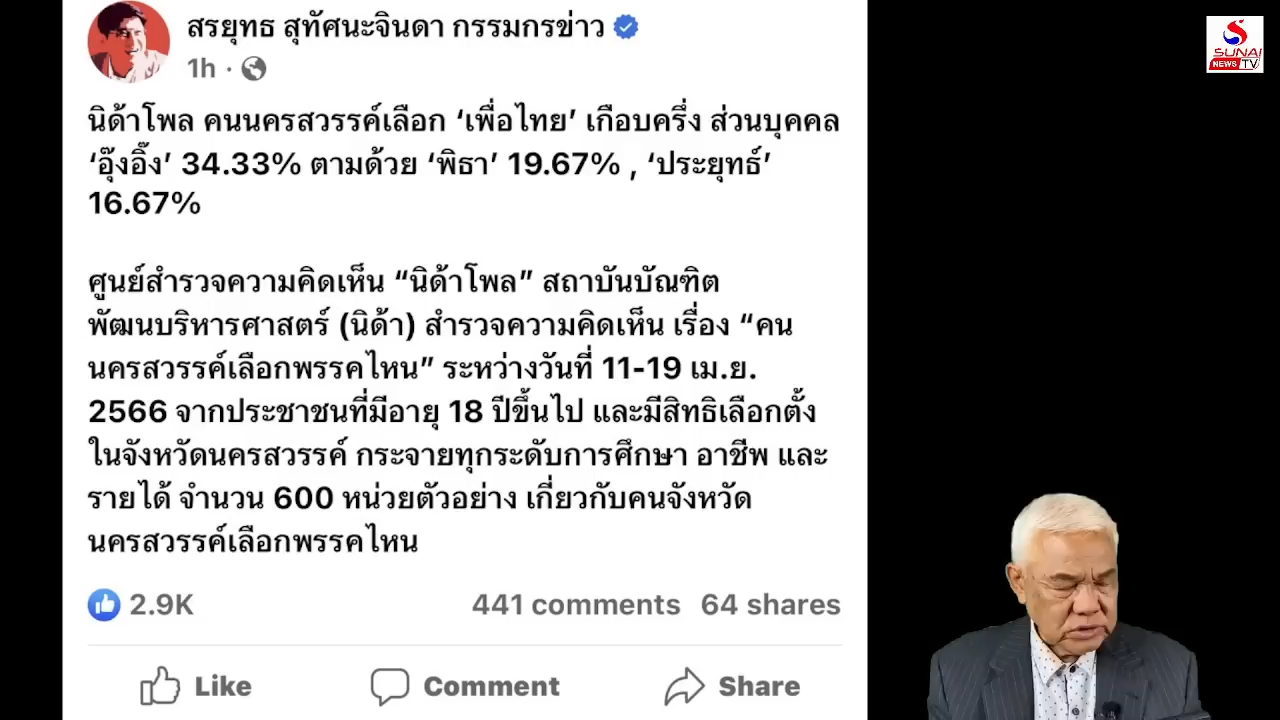 สรยุทธ สุทัศนะจินดา กรรมกรข่าว
1h ·
SUNAI
NEWS TV
นิด้าโพล คนนครสวรรค์เลือก ‘เพื่อไทย’ เกือบครึ่ง ส่วนบุคคล
‘อุ๊งอิ๊ง’ 34.33% ตามด้วย ‘พิธา’ 19.67% , ‘ประยุทธ์’
16.67%
ศูนย์สำรวจความคิดเห็น “นิด้าโพล” สถาบันบัณฑิต
พัฒนบริหารศาสตร์ (นิด้า) สำรวจความคิดเห็น เรื่อง “คน
นครสวรรค์เลือกพรรคไหน” ระหว่างวันที่ 11-19 เม.ย.
2566 จากประชาชนที่มีอายุ 18 ปีขึ้นไป และมีสิทธิเลือกตั้ง
ในจังหวัดนครสวรรค์ กระจายทุกระดับการศึกษา อาชีพ และ
รายได้ จำนวน 600 หน่วยตัวอย่าง เกี่ยวกับคนจังหวัด
นครสวรรค์เลือกพรรคไหน
2.9K 441 comments 64 shares
Like Comment Share